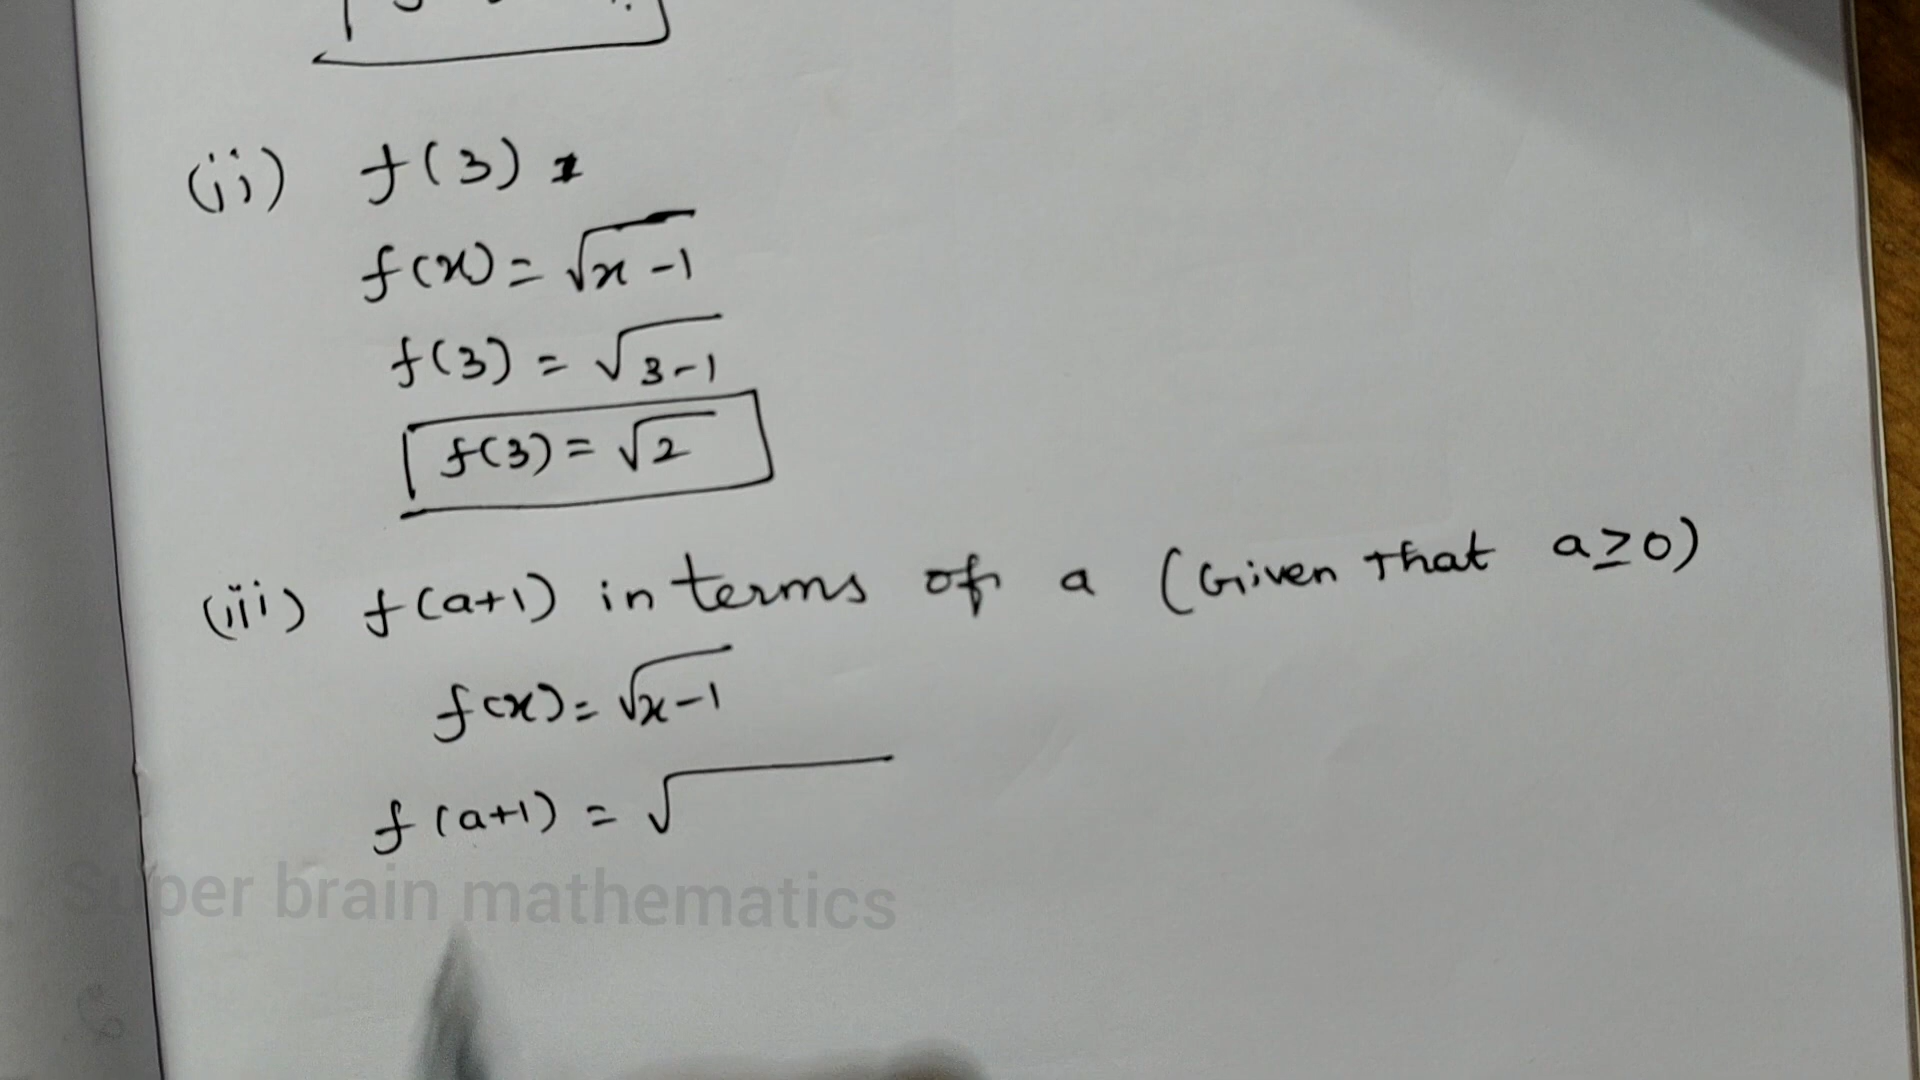 (ii) f(3)
f(x) = √x-1
f(3) = √3-1
f(3) = √2
(iii) f(a+1) in terms of a (Given that a≥0)
f(x) = √x-1
f(a+1) = √
Super brain mathematics